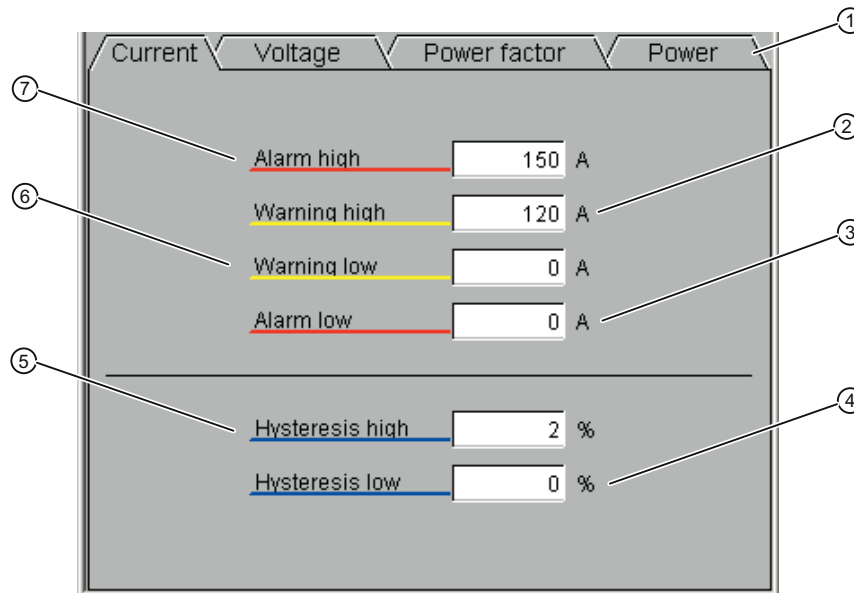 ①
Current Voltage Power factor Power
⑦
②
Alarm high 150 A
⑥
Warning high 120 A
③
Warning low 0 A
Alarm low 0 A
⑤
④
Hysteresis high 2 %
Hysteresis low 0 %